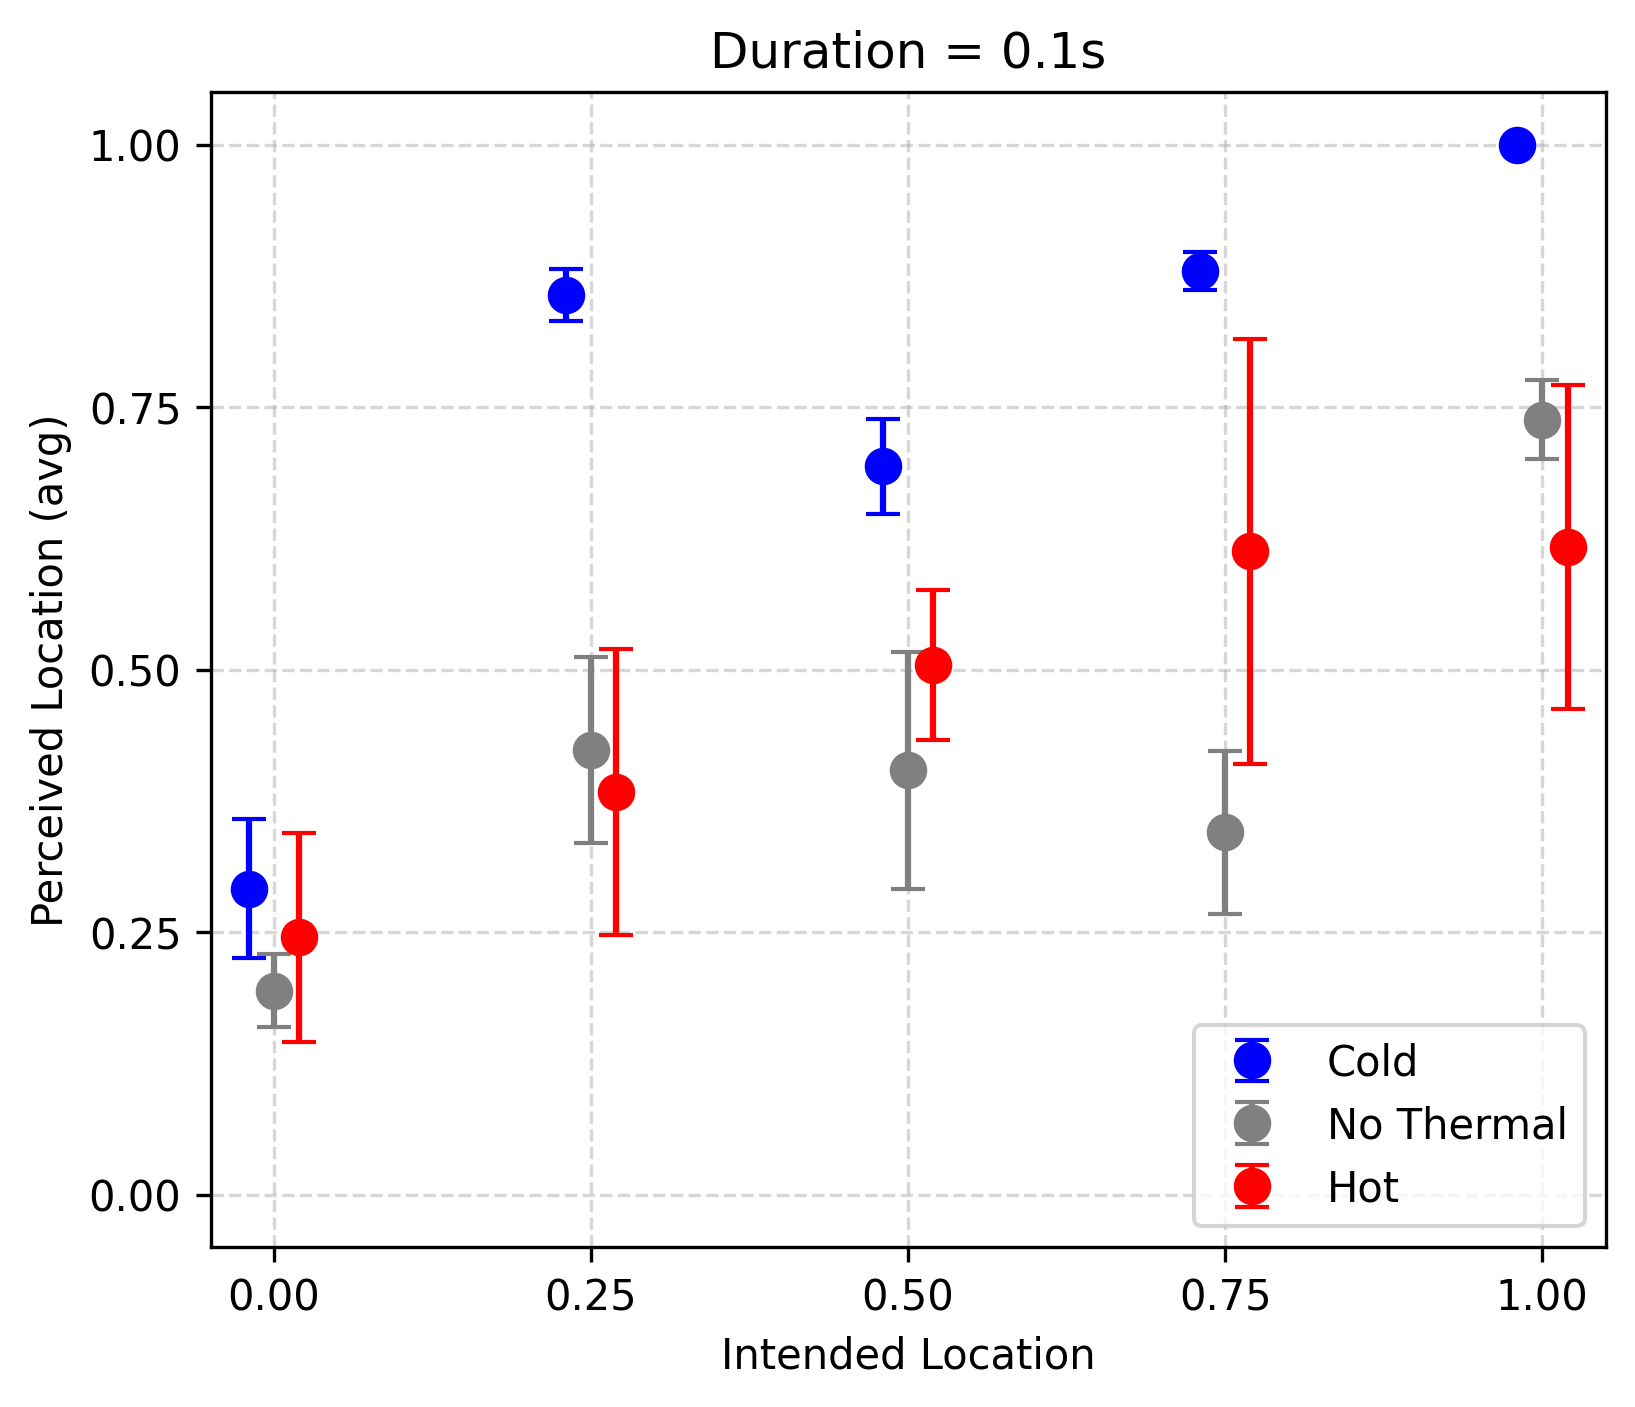 Duration = 0.1s
Perceived Location (avg)
1.00
0.75
0.50
0.25
0.00
Cold
No Thermal
Hot
0.00 0.25 0.50 0.75 1.00
Intended Location